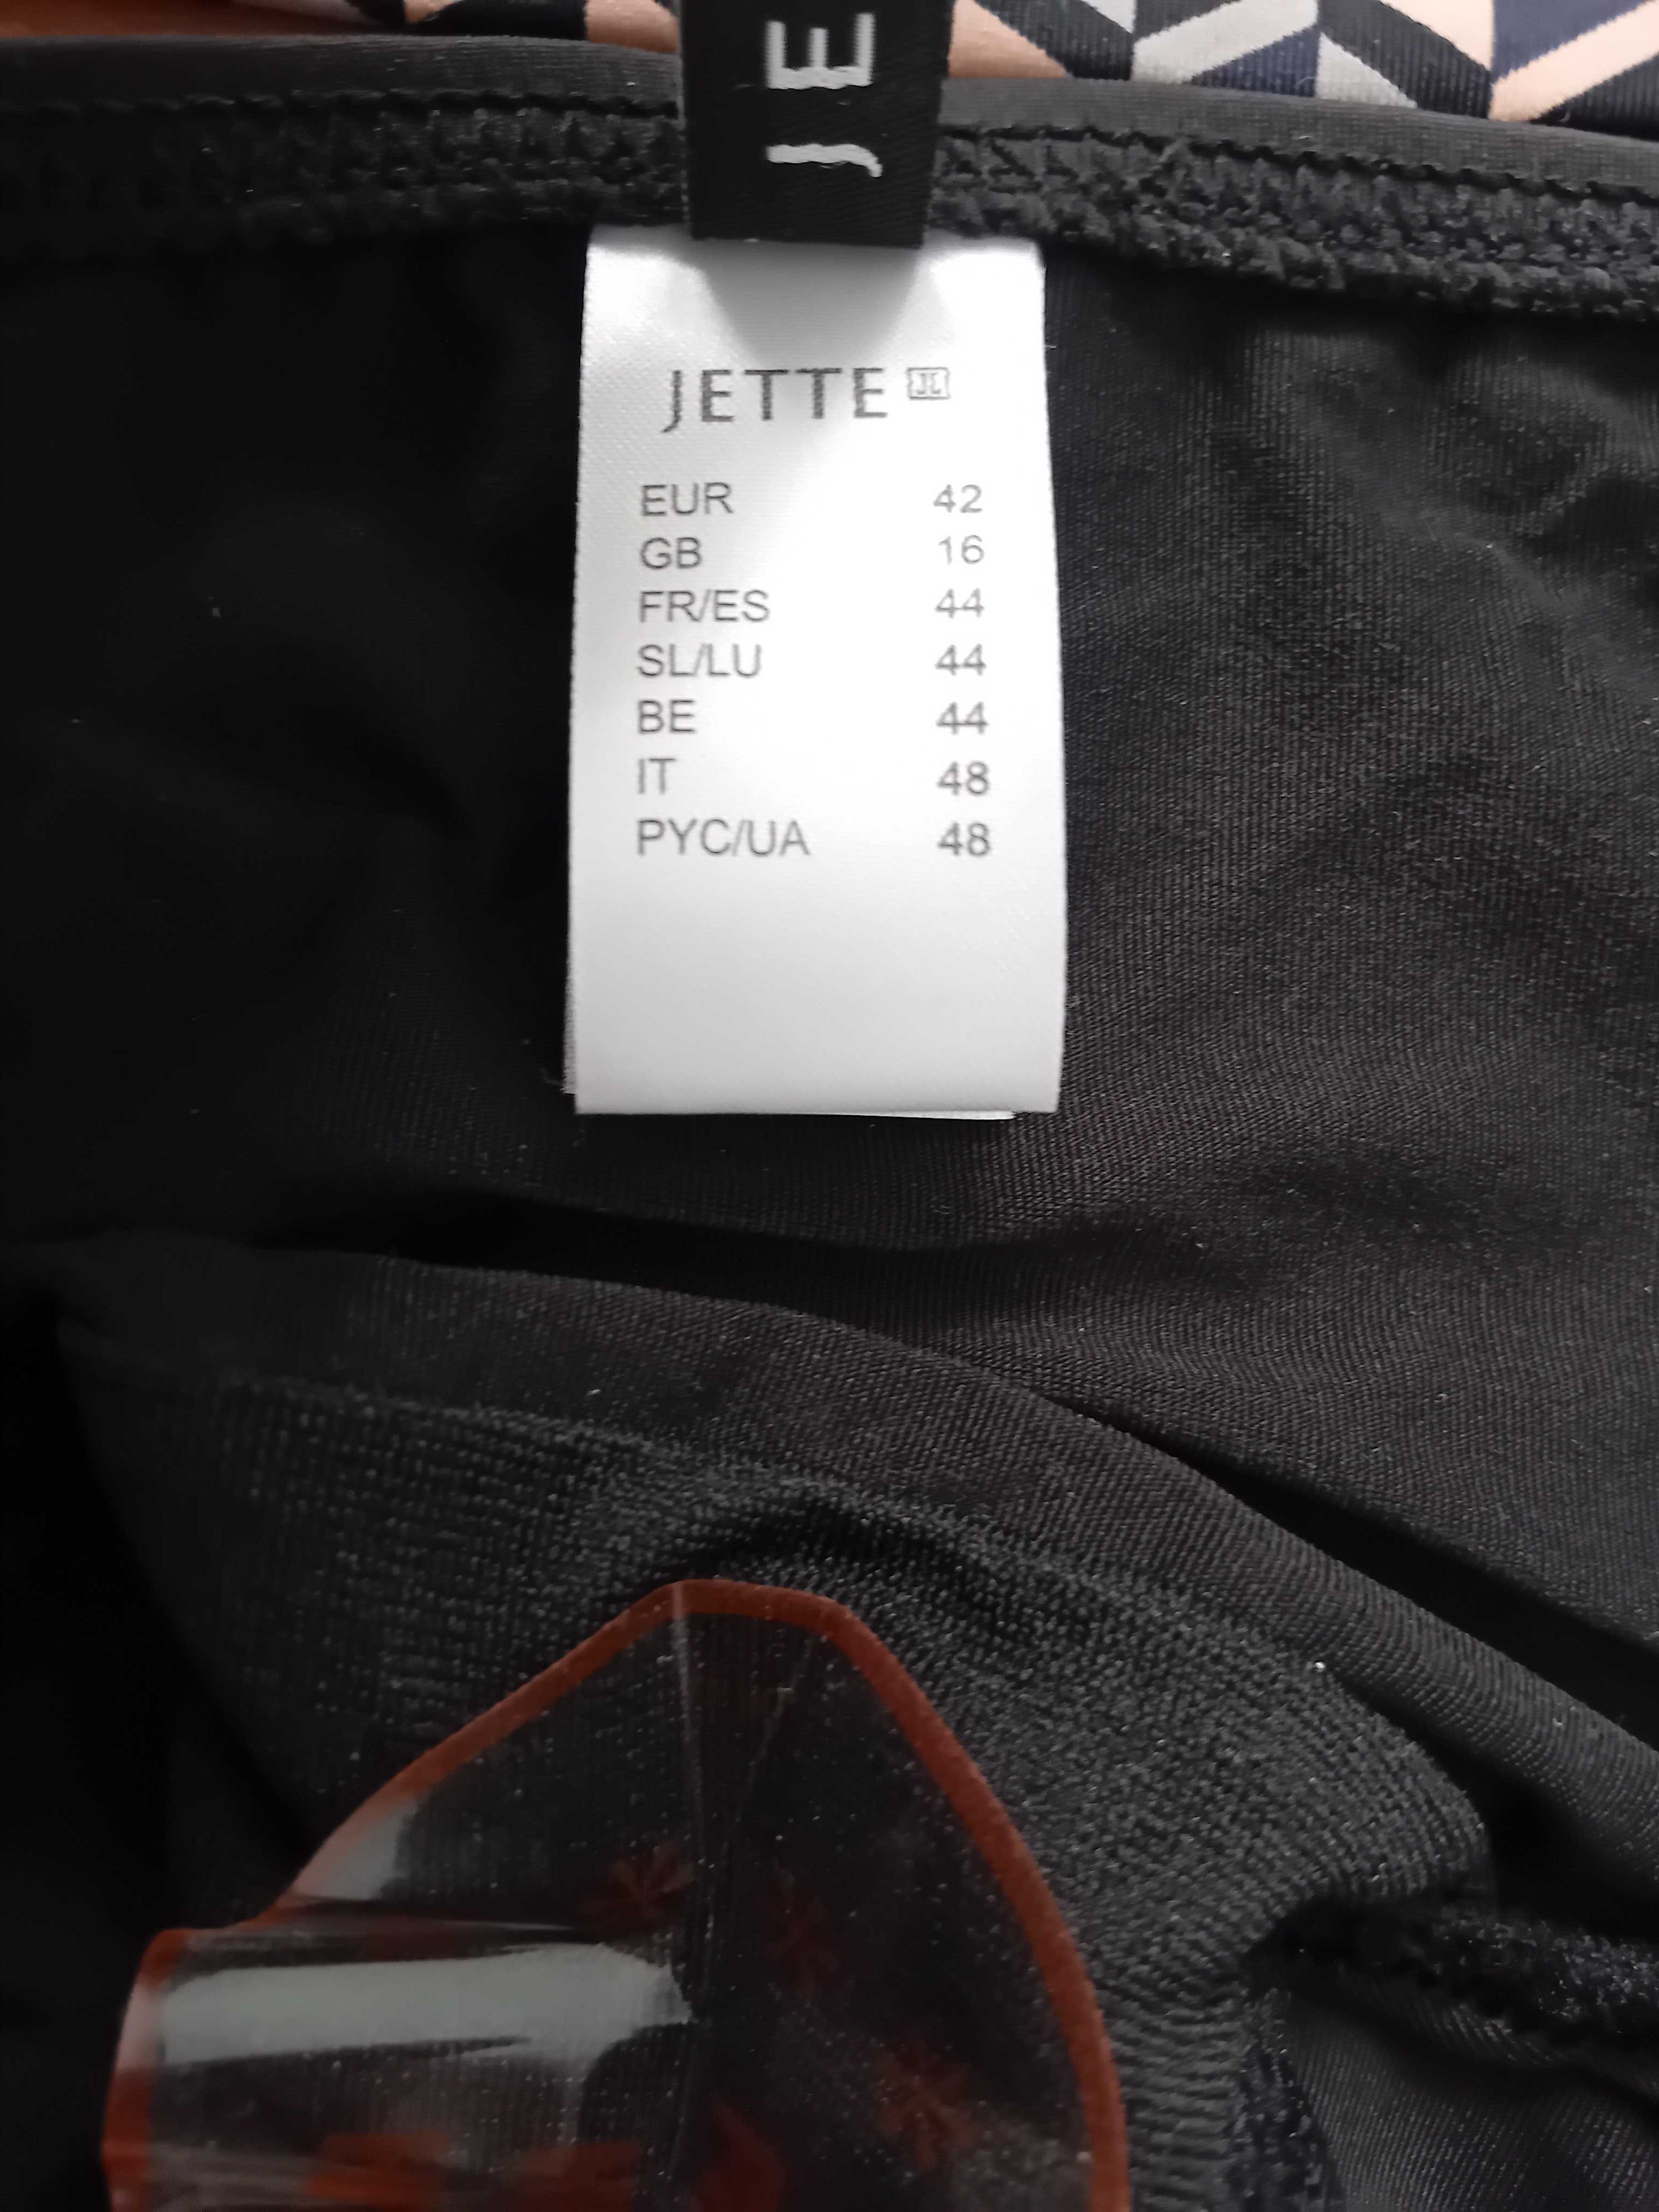 JE
JETTE JL
EUR 42
GB 16
FR/ES 44
SL/LU 44
BE 44
IT 48
PYC/UA 48